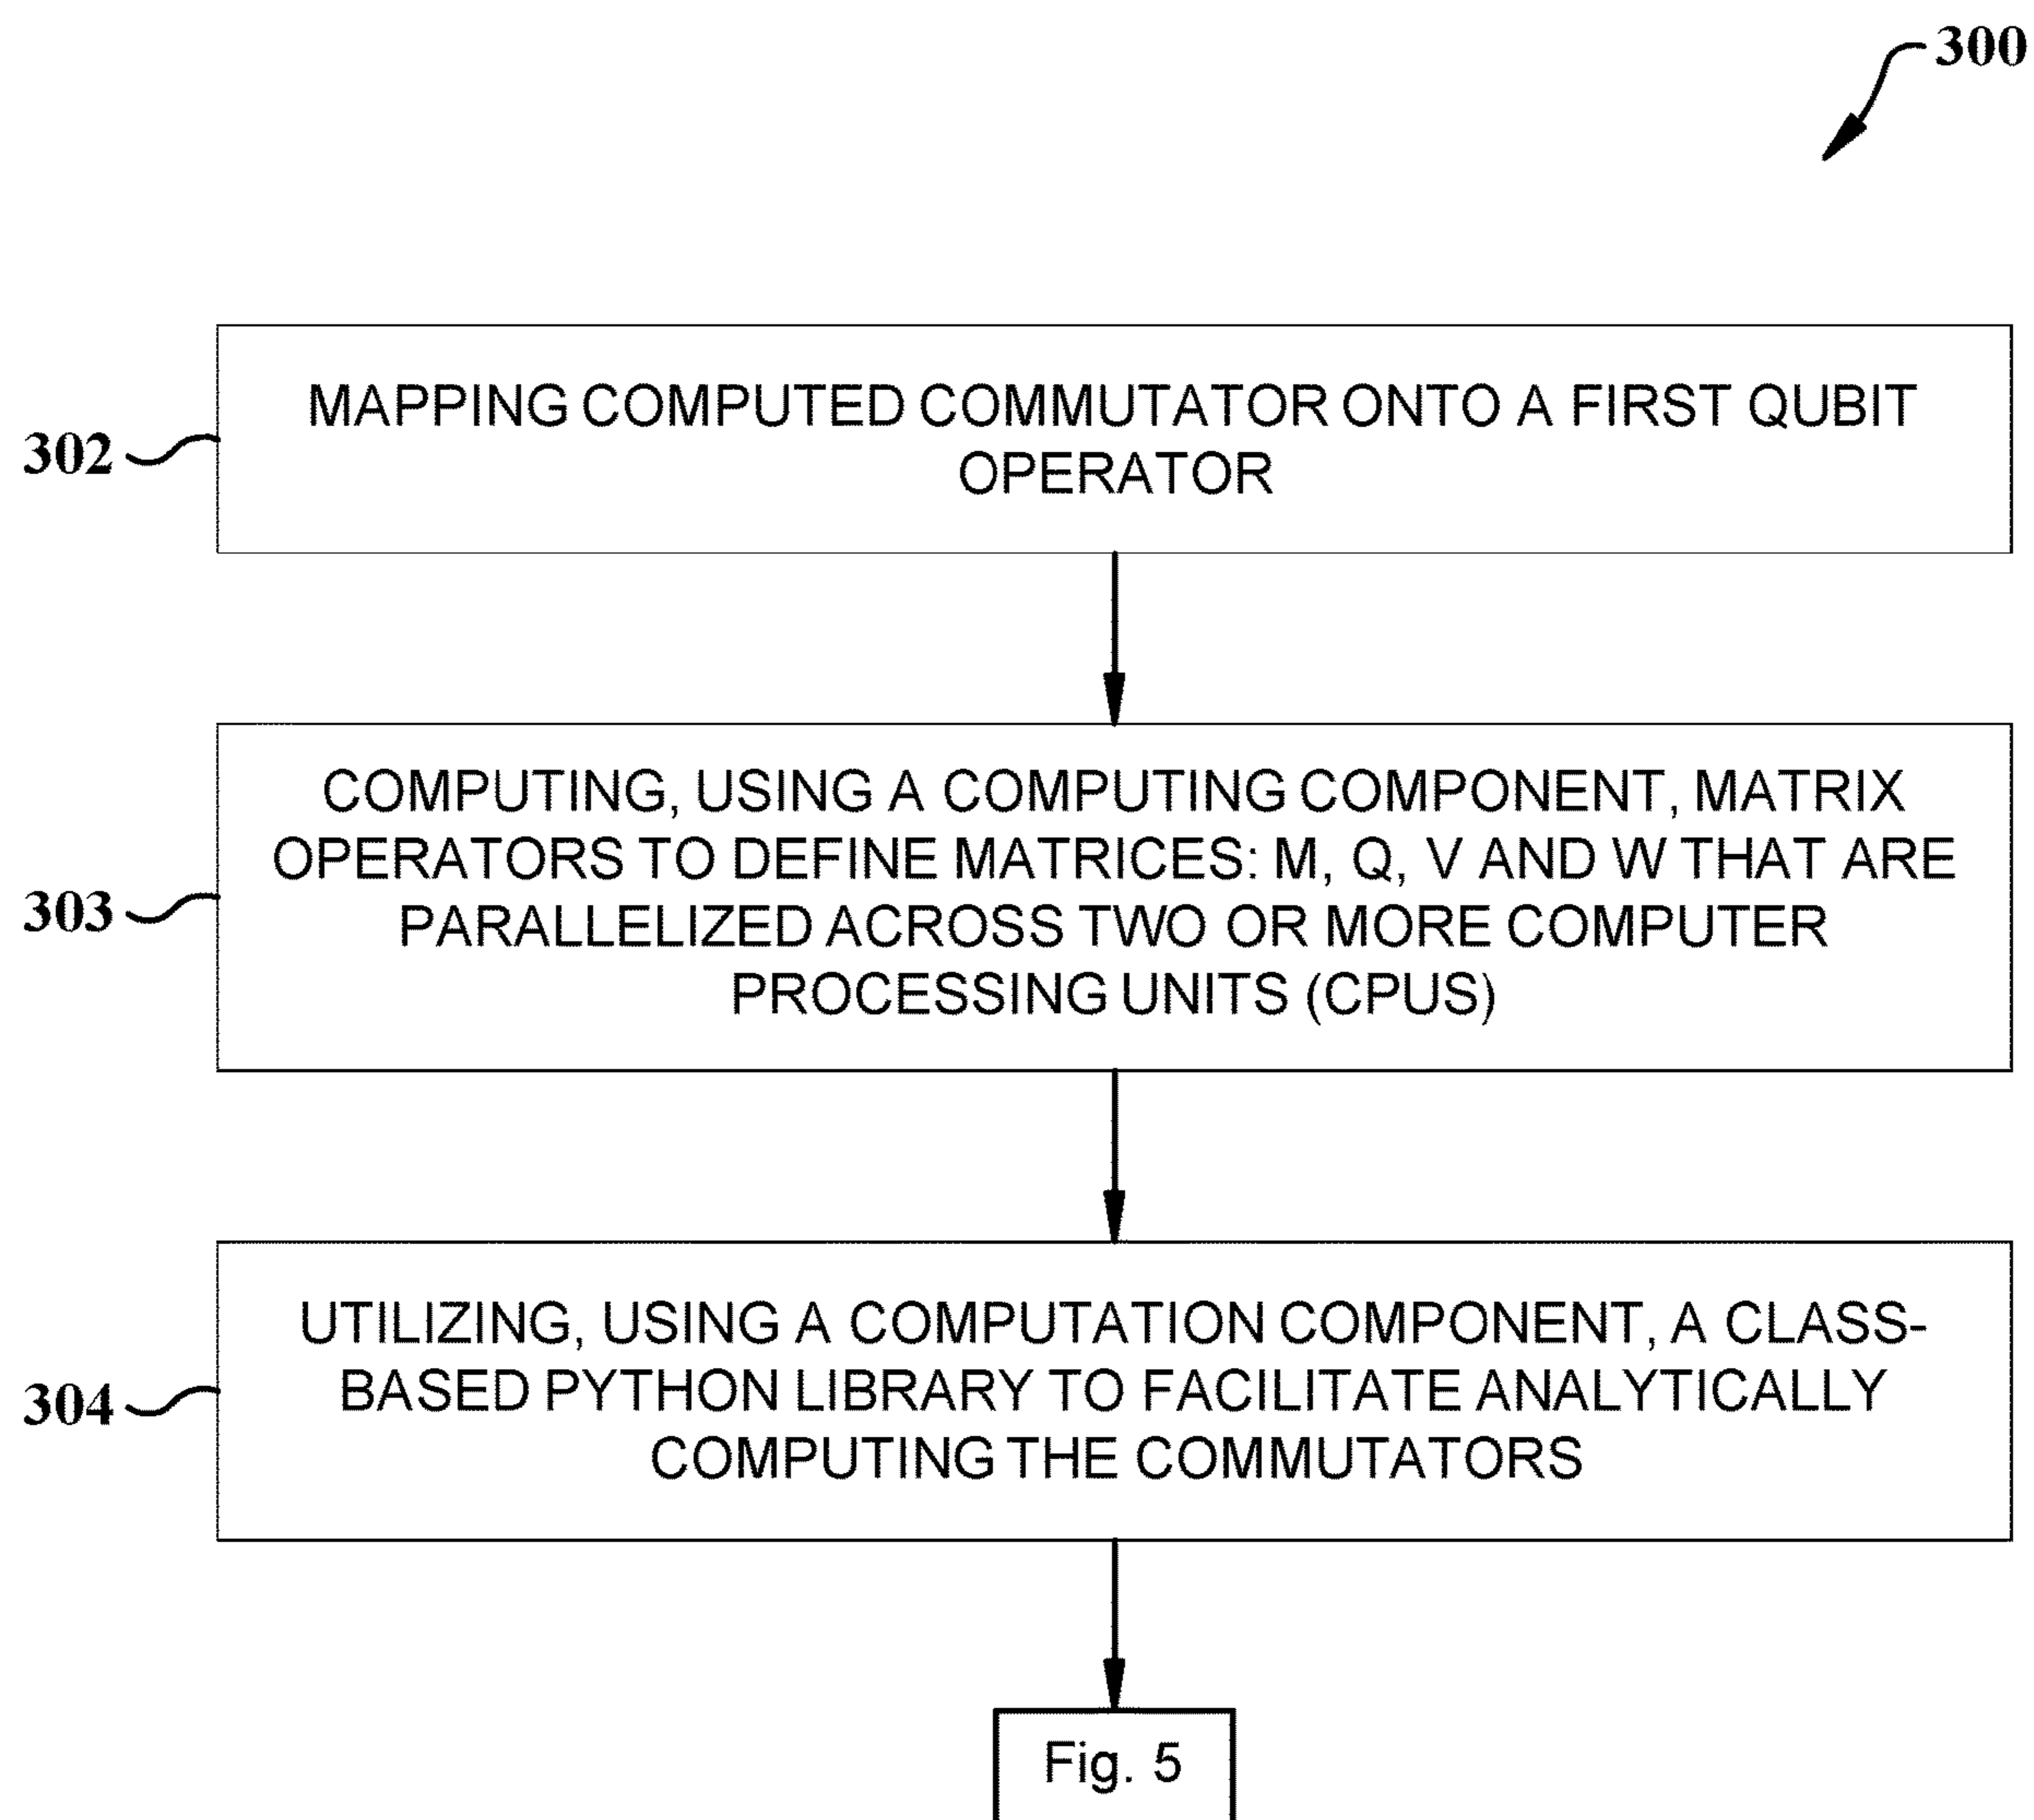 300
302
MAPPING COMPUTED COMMUTATOR ONTO A FIRST QUBIT
OPERATOR
303
COMPUTING, USING A COMPUTING COMPONENT, MATRIX
OPERATORS TO DEFINE MATRICES: M, Q, V AND W THAT ARE
PARALLELIZED ACROSS TWO OR MORE COMPUTER
PROCESSING UNITS (CPUS)
304
UTILIZING, USING A COMPUTATION COMPONENT, A CLASS-
BASED PYTHON LIBRARY TO FACILITATE ANALYTICALLY
COMPUTING THE COMMUTATORS
Fig. 5